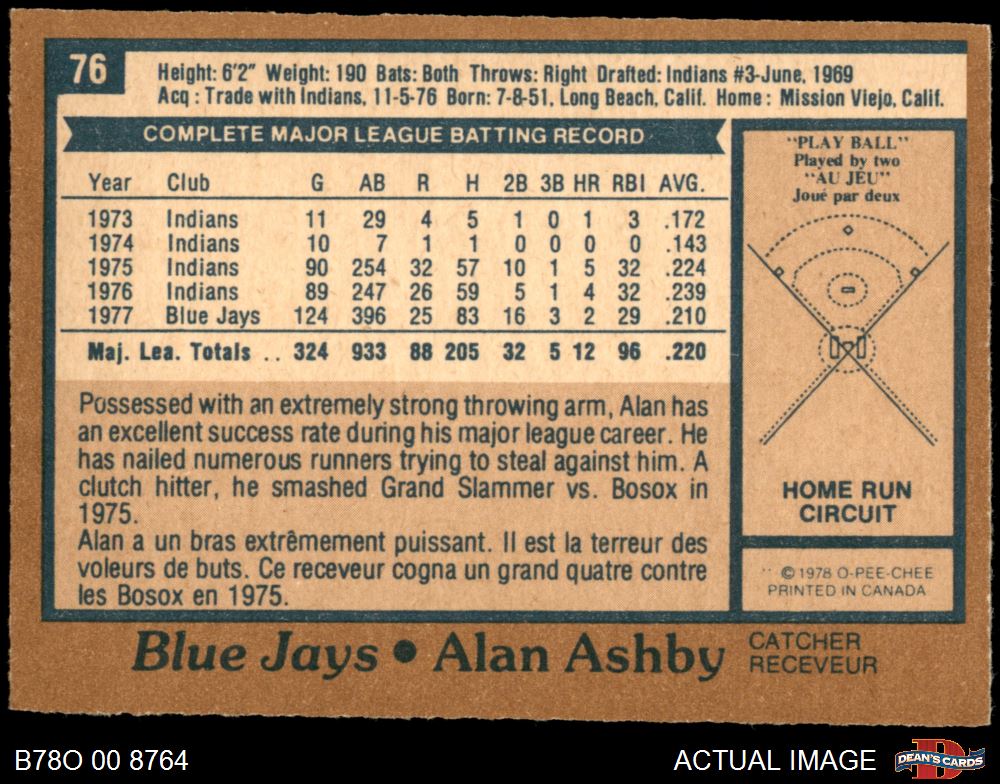 76
Height: 6'2" Weight: 190 Bats: Both Throws: Right Drafted: Indians #3-June, 1969
Acq : Trade with Indians, 11-5-76 Born: 7-8-51, Long Beach, Calif. Home : Mission Viejo, Calif.
COMPLETE MAJOR LEAGUE BATTING RECORD
Year Club G AB R H 2B 3B HR RBI AVG.
1973 Indians 11 29 4 5 1 0 1 3 .172
1974 Indians 10 7 1 1 0 0 0 0 .143
1975 Indians 90 254 32 57 10 1 5 32 .224
1976 Indians 89 247 26 59 5 1 4 32 .239
1977 Blue Jays 124 396 25 83 16 3 2 29 .210
Maj. Lea. Totals .. 324 933 88 205 32 5 12 96 .220
Possessed with an extremely strong throwing arm, Alan has
an excellent success rate during his major league career. He
has nailed numerous runners trying to steal against him. A
clutch hitter, he smashed Grand Slammer vs. Bosox in
1975.
Alan a un bras extrêmement puissant. Il est la terreur des
voleurs de buts. Ce receveur cogna un grand quatre contre
les Bosox en 1975.
"PLAY BALL"
Played by two
"AU JEU"
Joué par deux
HOME RUN
CIRCUIT
© 1978 O-PEE-CHEE
PRINTED IN CANADA
Blue Jays • Alan Ashby
CATCHER
RECEVEUR
B78O 00 8764
ACTUAL IMAGE
DEAN'S CARDS